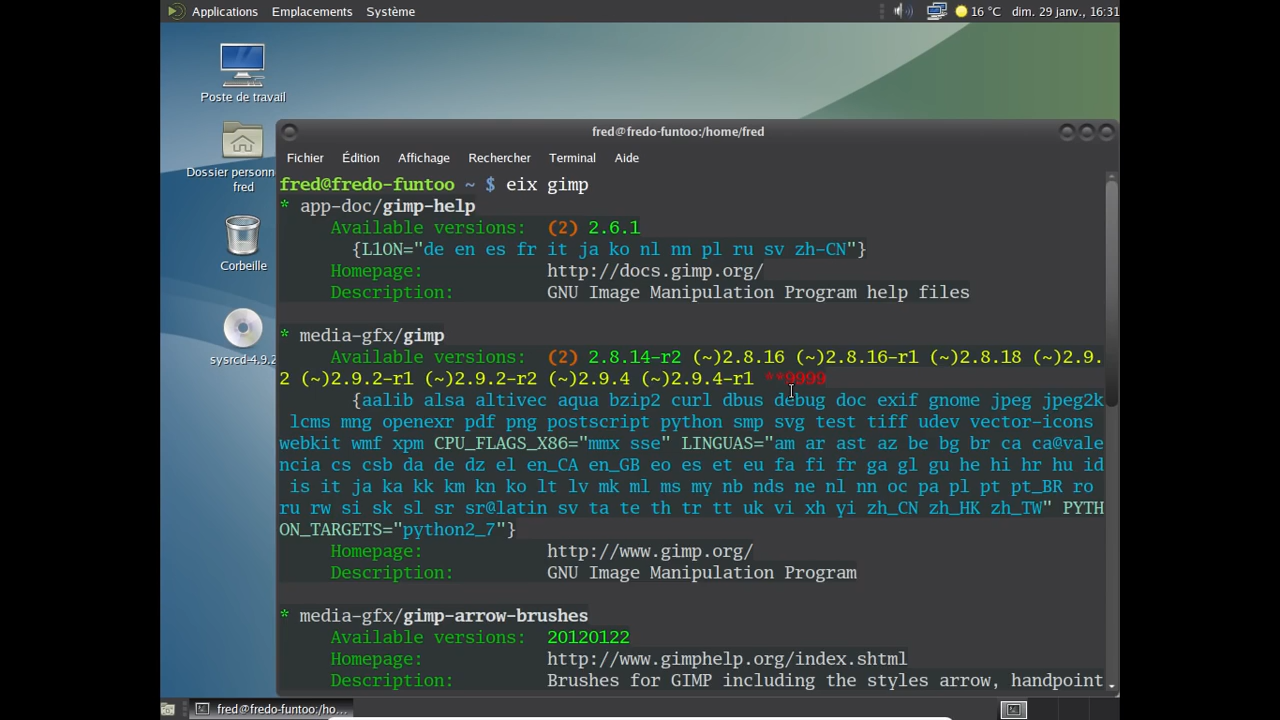 Applications Emplacements Système
16 °C dim. 29 janv., 16:31
Poste de travail
Dossier personn
fred
Corbeille
sysrcd-4.9.2
fred@fredo-funtoo:/home/fred
Fichier Édition Affichage Rechercher Terminal Aide
fred@fredo-funtoo ~ $ eix gimp
* app-doc/gimp-help
Available versions: (2) 2.6.1
{L10N="de en es fr it ja ko nl nn pl ru sv zh-CN"}
Homepage: http://docs.gimp.org/
Description: GNU Image Manipulation Program help files
* media-gfx/gimp
Available versions: (2) 2.8.14-r2 (~)2.8.16 (~)2.8.16-r1 (~)2.8.18 (~)2.9.
2 (~)2.9.2-r1 (~)2.9.2-r2 (~)2.9.4 (~)2.9.4-r1 **9999
{aalib alsa altivec aqua bzip2 curl dbus debug doc exif gnome jpeg jpeg2k
lcms mng openexr pdf png postscript python smp svg test tiff udev vector-icons
webkit wmf xpm CPU_FLAGS_X86="mmx sse" LINGUAS="am ar ast az be bg br ca ca@vale
ncia cs csb da de dz el en_CA en_GB eo es et eu fa fi fr ga gl gu he hi hr hu id
is it ja ka kk km kn ko lt lv mk ml ms my nb nds ne nl nn oc pa pl pt pt_BR ro
ru rw si sk sl sr sr@latin sv ta te th tr tt uk vi xh yi zh_CN zh_HK zh_TW" PYTH
ON_TARGETS="python2_7"}
Homepage: http://www.gimp.org/
Description: GNU Image Manipulation Program
* media-gfx/gimp-arrow-brushes
Available versions: 20120122
Homepage: http://www.gimphelp.org/index.shtml
Description: Brushes for GIMP including the styles arrow, handpoint
fred@fredo-funtoo:/ho...